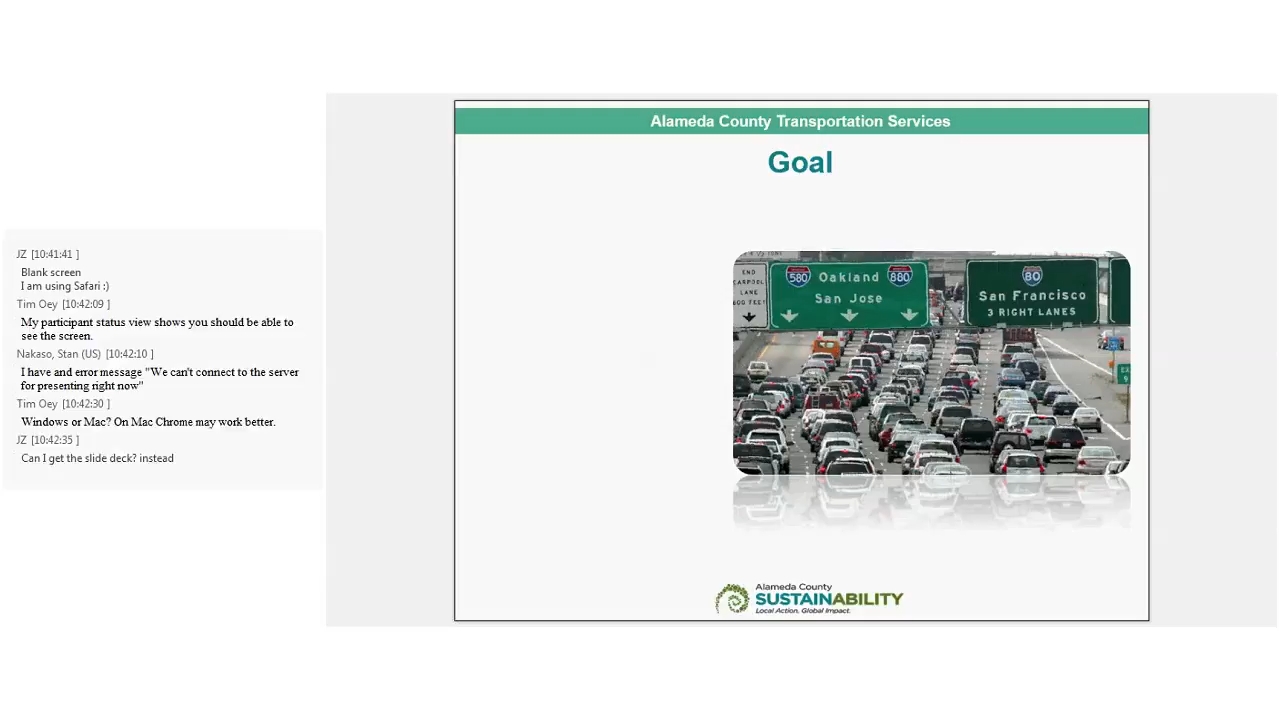 JZ [10:41:41 ]
Blank screen
I am using Safari :)
Tim Oey [10:42:09 ]
My participant status view shows you should be able to
see the screen.
Nakaso, Stan (US) [10:42:10 ]
I have and error message "We can't connect to the server
for presenting right now"
Tim Oey [10:42:30 ]
Windows or Mac? On Mac Chrome may work better.
JZ [10:42:35 ]
Can I get the slide deck? instead
Alameda County Transportation Services
Goal
END
CARPOOL
LANE
600 FEET
580 Oakland 880
San Jose
80
San Francisco
3 RIGHT LANES
Alameda County
SUSTAINABILITY
Local Action. Global Impact.